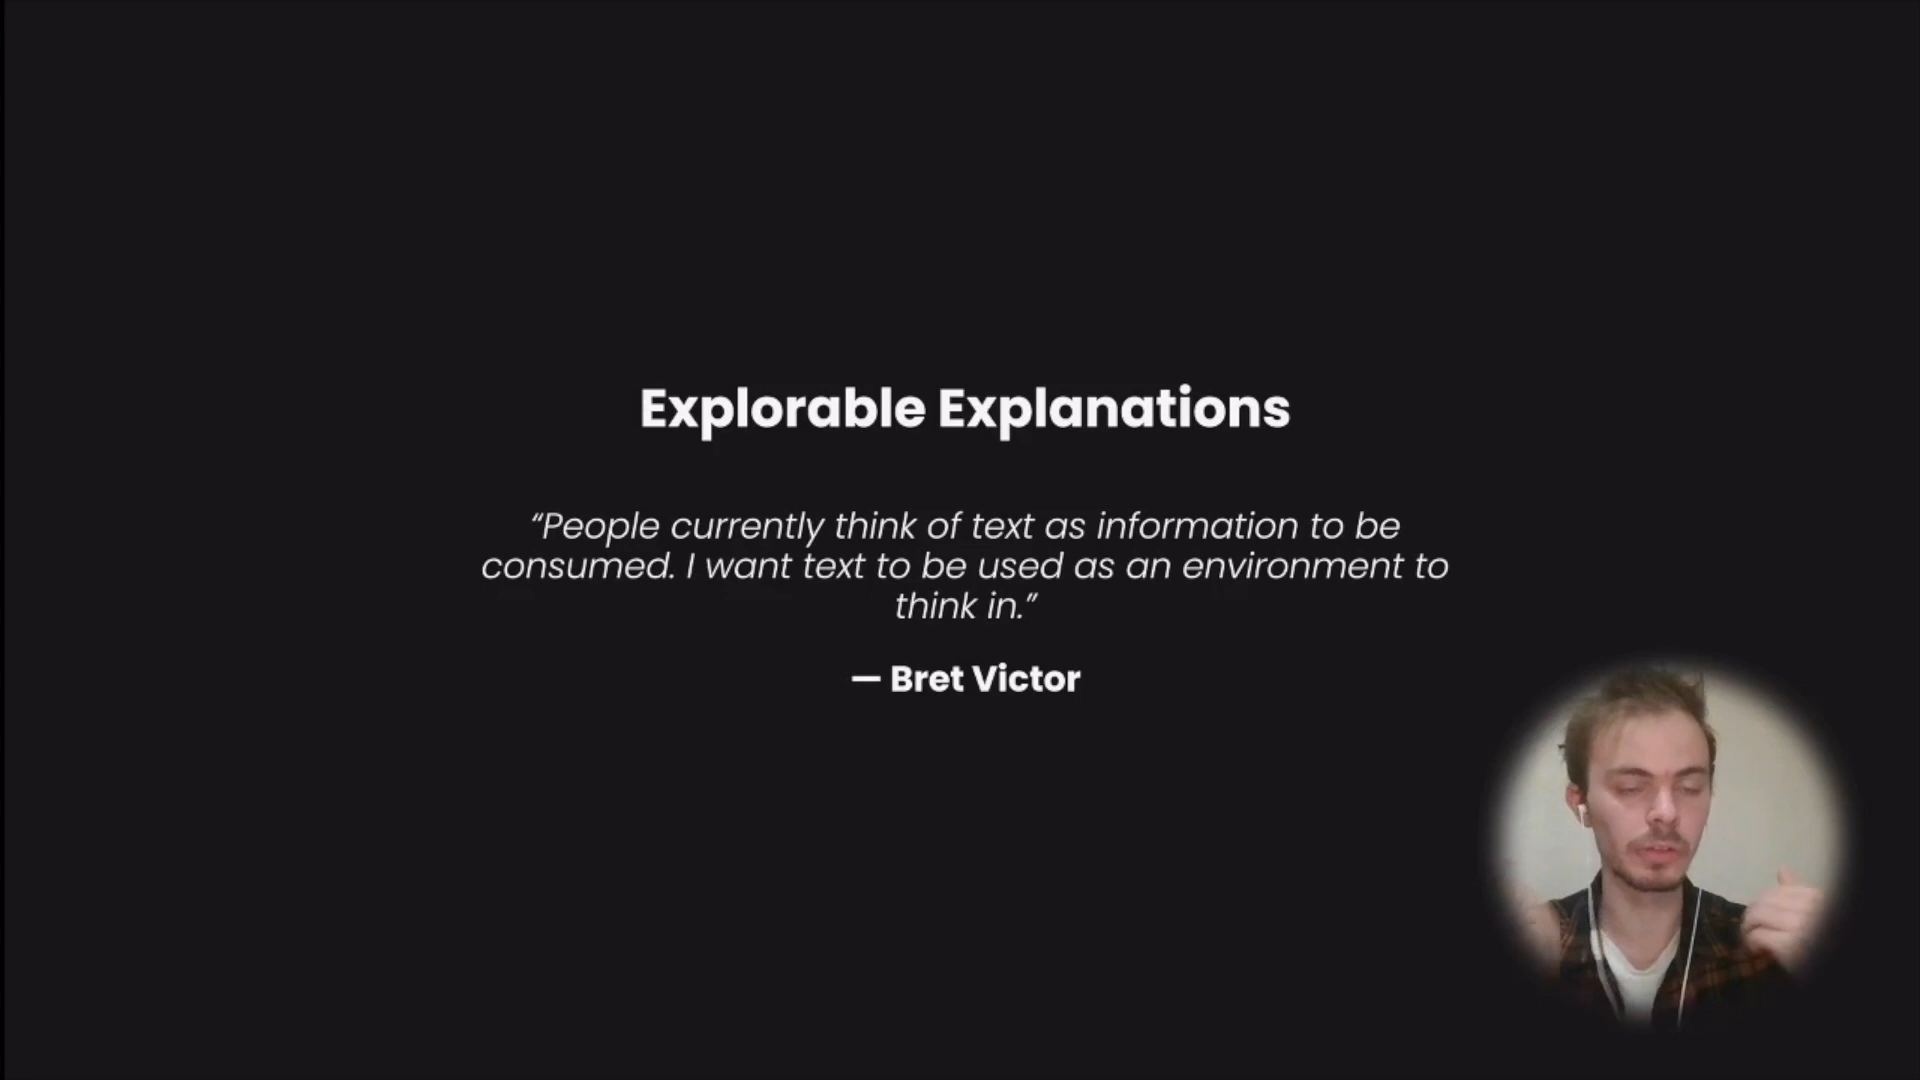 Explorable Explanations
“People currently think of text as information to be
consumed. I want text to be used as an environment to
think in.”
— Bret Victor